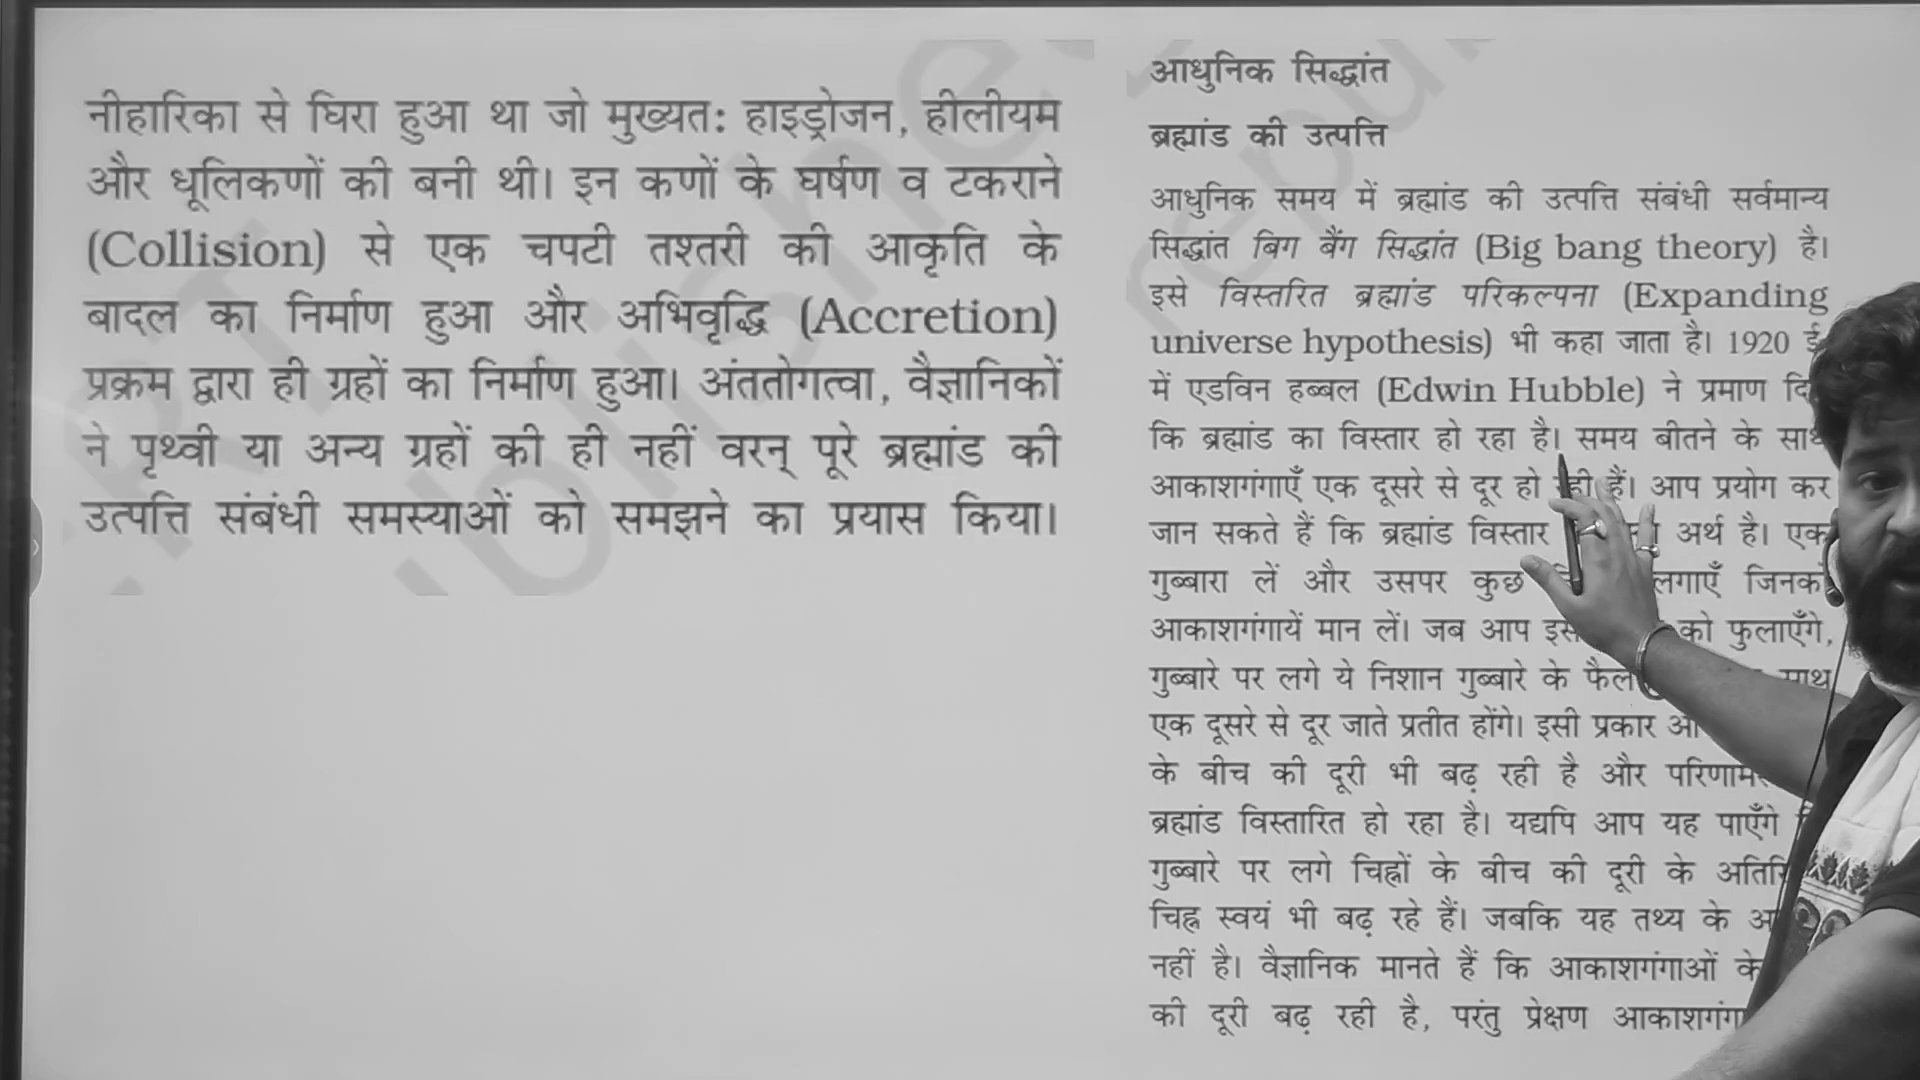 नीहारिका से घिरा हुआ था जो मुख्यतः हाइड्रोजन, हीलीयम
और धूलिकणों की बनी थी। इन कणों के घर्षण व टकराने
(Collision) से एक चपटी तश्तरी की आकृति के
बादल का निर्माण हुआ और अभिवृद्धि (Accretion)
प्रक्रम द्वारा ही ग्रहों का निर्माण हुआ। अंततोगत्वा, वैज्ञानिकों
ने पृथ्वी या अन्य ग्रहों की ही नहीं वरन् पूरे ब्रह्मांड की
उत्पत्ति संबंधी समस्याओं को समझने का प्रयास किया।
आधुनिक सिद्धांत
ब्रह्मांड की उत्पत्ति
आधुनिक समय में ब्रह्मांड की उत्पत्ति संबंधी सर्वमान्य
सिद्धांत बिग बैंग सिद्धांत (Big bang theory) है।
इसे विस्तरित ब्रह्मांड परिकल्पना (Expanding
universe hypothesis) भी कहा जाता है। 1920 ई
में एडविन हब्बल (Edwin Hubble) ने प्रमाण
कि ब्रह्मांड का विस्तार हो रहा है। समय बीतने के साथ
आकाशगंगाएँ एक दूसरे से दूर हो रही हैं। आप प्रयोग कर
जान सकते हैं कि ब्रह्मांड विस्तार अर्थ है। एक
गुब्बारा लें और उसपर कुछ लगाएँ
आकाशगंगायें मान लें। जब आप को फुलाएँगे,
गुब्बारे पर लगे ये निशान गुब्बारे के साथ
एक दूसरे से दूर जाते प्रतीत होंगे। इसी प्रकार
के बीच की दूरी भी बढ़ रही है और
ब्रह्मांड विस्तारित हो रहा है। यद्यपि आप यह पाएँगे
गुब्बारे पर लगे चिह्नों के बीच की दूरी के
चिह्न स्वयं भी बढ़ रहे हैं। जबकि यह तथ्य के
नहीं है। वैज्ञानिक मानते हैं कि आकाशगंगाओं के
की दूरी बढ़ रही है, परंतु प्रेक्षण